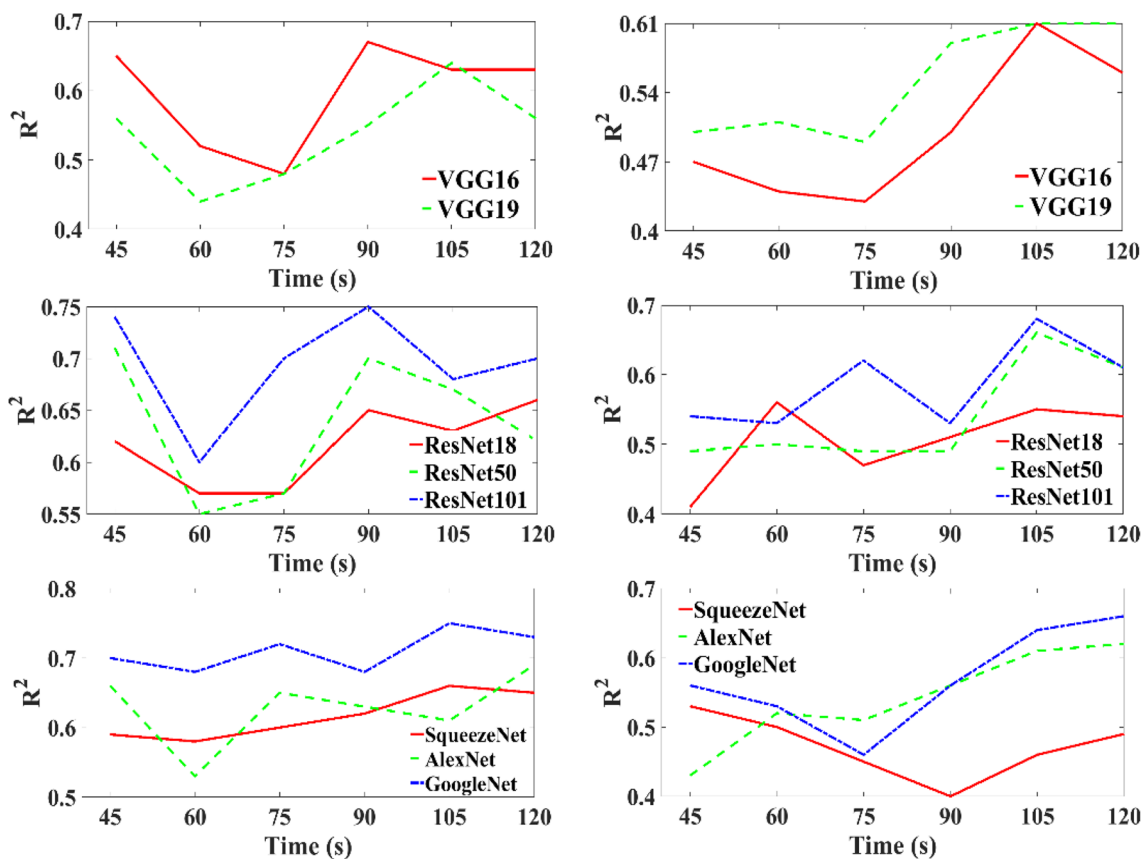 0.7
0.6
0.5
0.4
R²
VGG16
VGG19
45 60 75 90 105 120
Time (s)
0.61
0.54
0.47
0.4
R²
VGG16
VGG19
45 60 75 90 105 120
Time (s)
0.75
0.7
0.65
0.6
0.55
R²
ResNet18
ResNet50
ResNet101
45 60 75 90 105 120
Time (s)
0.7
0.6
0.5
0.4
R²
ResNet18
ResNet50
ResNet101
45 60 75 90 105 120
Time (s)
0.8
0.7
0.6
0.5
R²
SqueezeNet
AlexNet
GoogleNet
45 60 75 90 105 120
Time (s)
0.7
0.6
0.5
0.4
R²
SqueezeNet
AlexNet
GoogleNet
45 60 75 90 105 120
Time (s)